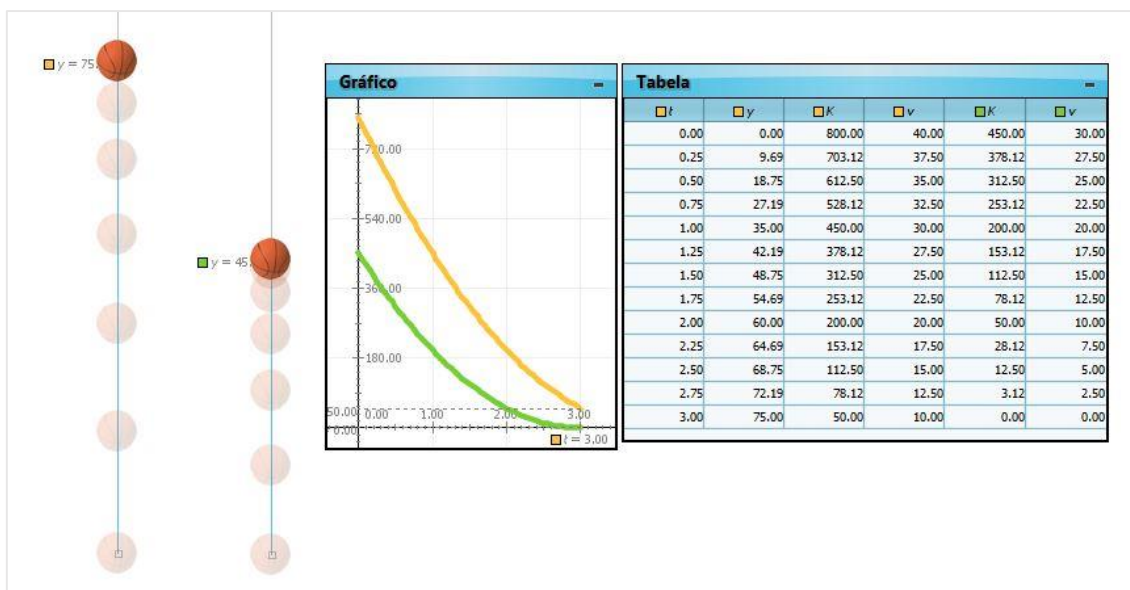 y = 75.
y = 45.
Gráfico
720.00
540.00
360.00
180.00
50.00 0.00 1.00 2.00 3.00
0.00
t = 3.00
Tabela
t y K v K v
0.00 0.00 800.00 40.00 450.00 30.00
0.25 9.69 703.12 37.50 378.12 27.50
0.50 18.75 612.50 35.00 312.50 25.00
0.75 27.19 528.12 32.50 253.12 22.50
1.00 35.00 450.00 30.00 200.00 20.00
1.25 42.19 378.12 27.50 153.12 17.50
1.50 48.75 312.50 25.00 112.50 15.00
1.75 54.69 253.12 22.50 78.12 12.50
2.00 60.00 200.00 20.00 50.00 10.00
2.25 64.69 153.12 17.50 28.12 7.50
2.50 68.75 112.50 15.00 12.50 5.00
2.75 72.19 78.12 12.50 3.12 2.50
3.00 75.00 50.00 10.00 0.00 0.00